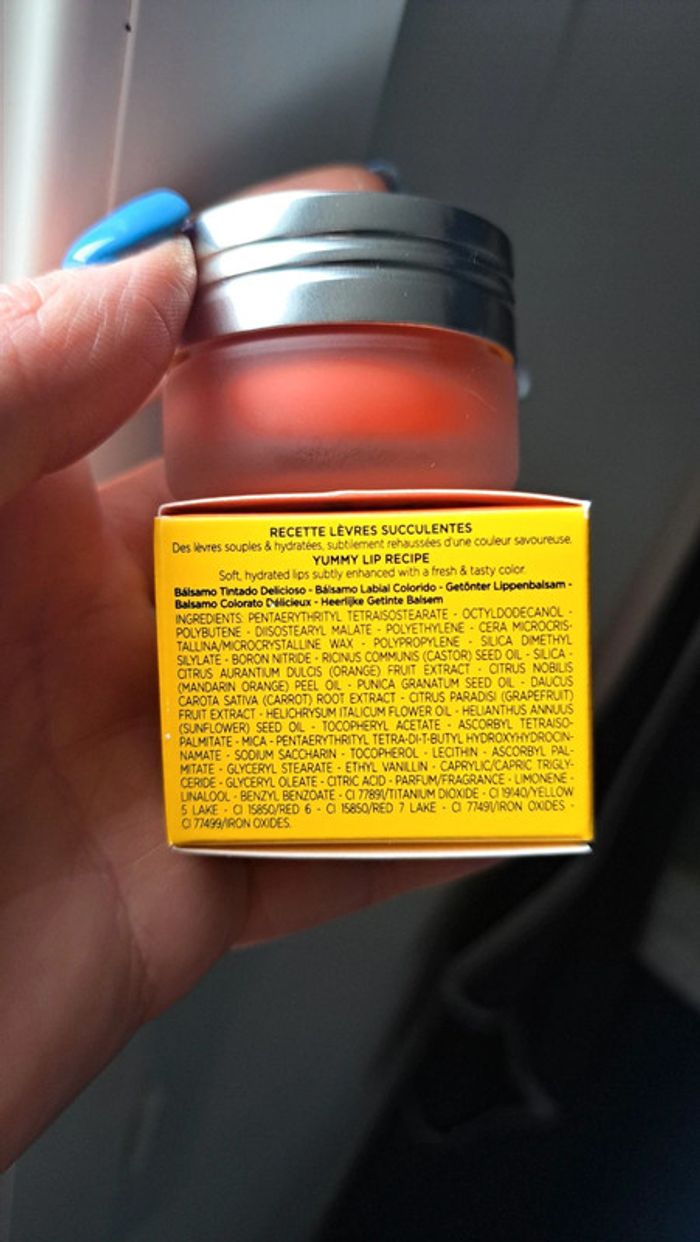 RECETTE LÈVRES SUCCULENTES
Des lèvres souples & hydratées, subtilement rehaussées d'une couleur savoureuse.
YUMMY LIP RECIPE
Soft, hydrated lips subtly enhanced with a fresh & tasty color.
Bálsamo Tintado Delicioso - Bálsamo Labial Colorido - Getönter Lippenbalsam -
Balsamo Colorato Délicieux - Heerlijke Getinte Balsem
INGREDIENTS: PENTAERYTHRITYL TETRAISOSTEARATE - OCTYLDODECANOL -
POLYBUTENE - DIISOSTEARYL MALATE - POLYETHYLENE - CERA MICROCRIS-
TALLINA/MICROCRYSTALLINE WAX - POLYPROPYLENE - SILICA DIMETHYL
SILYLATE - BORON NITRIDE - RICINUS COMMUNIS (CASTOR) SEED OIL - SILICA -
CITRUS AURANTIUM DULCIS (ORANGE) FRUIT EXTRACT - CITRUS NOBILIS
(MANDARIN ORANGE) PEEL OIL - PUNICA GRANATUM SEED OIL - DAUCUS
CAROTA SATIVA (CARROT) ROOT EXTRACT - CITRUS PARADISI (GRAPEFRUIT)
FRUIT EXTRACT - HELICHRYSUM ITALICUM FLOWER OIL - HELIANTHUS ANNUUS
(SUNFLOWER) SEED OIL - TOCOPHERYL ACETATE - ASCORBYL TETRAISO-
PALMITATE - MICA - PENTAERYTHRITYL TETRA-DI-T-BUTYL HYDROXYHYDROCIN-
NAMATE - SODIUM SACCHARIN - TOCOPHEROL - LECITHIN - ASCORBYL PAL-
MITATE - GLYCERYL STEARATE - ETHYL VANILLIN - CAPRYLIC/CAPRIC TRIGLY-
CERIDE - GLYCERYL OLEATE - CITRIC ACID - PARFUM/FRAGRANCE - LIMONENE -
LINALOOL - BENZYL BENZOATE - CI 77891/TITANIUM DIOXIDE - CI 19140/YELLOW
5 LAKE - CI 15850/RED 6 - CI 15850/RED 7 LAKE - CI 77491/IRON OXIDES -
CI 77499/IRON OXIDES.